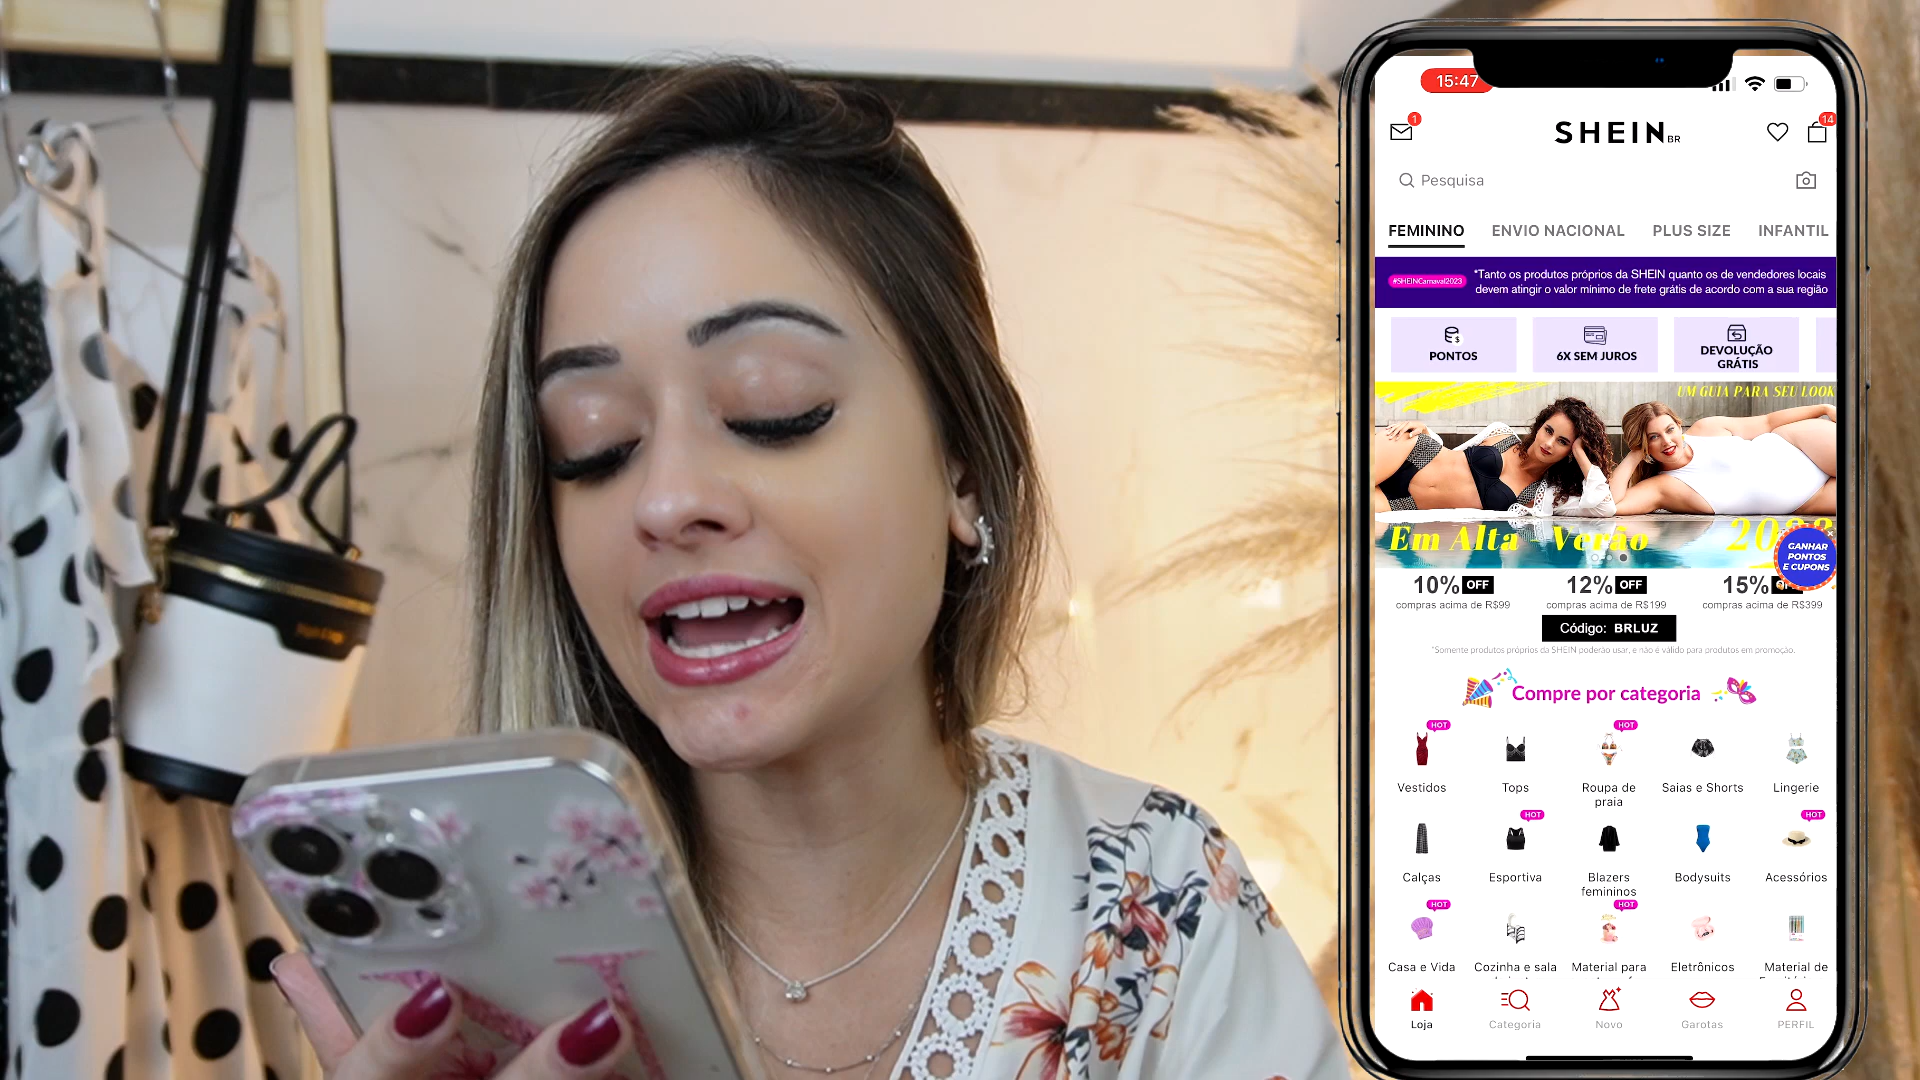 15:47
1
SHEIN BR
14
Pesquisa
FEMININO ENVIO NACIONAL PLUS SIZE INFANTIL
#SHEINCarnaval2023
*Tanto os produtos próprios da SHEIN quanto os de vendedores locais
devem atingir o valor mínimo de frete grátis de acordo com a sua região
PONTOS
6X SEM JUROS
DEVOLUÇÃO
GRÁTIS
UM GUIA PARA SEU LOOK
Em Alta - Verão
GANHAR
PONTOS
E CUPONS
10% OFF 12% OFF 15%
compras acima de R$99 compras acima de R$199 compras acima de R$399
Código: BRLUZ
*Somente produtos próprios da SHEIN poderão usar, e não é válido para produtos em promoção.
Compre por categoria
HOT HOT
Vestidos Tops Roupa de praia Saias e Shorts Lingerie
HOT HOT
Calças Esportiva Blazers femininos Bodysuits Acessórios
HOT HOT
Casa e Vida Cozinha e sala Material para Eletrônicos Material de
Loja Categoria Novo Garotas PERFIL